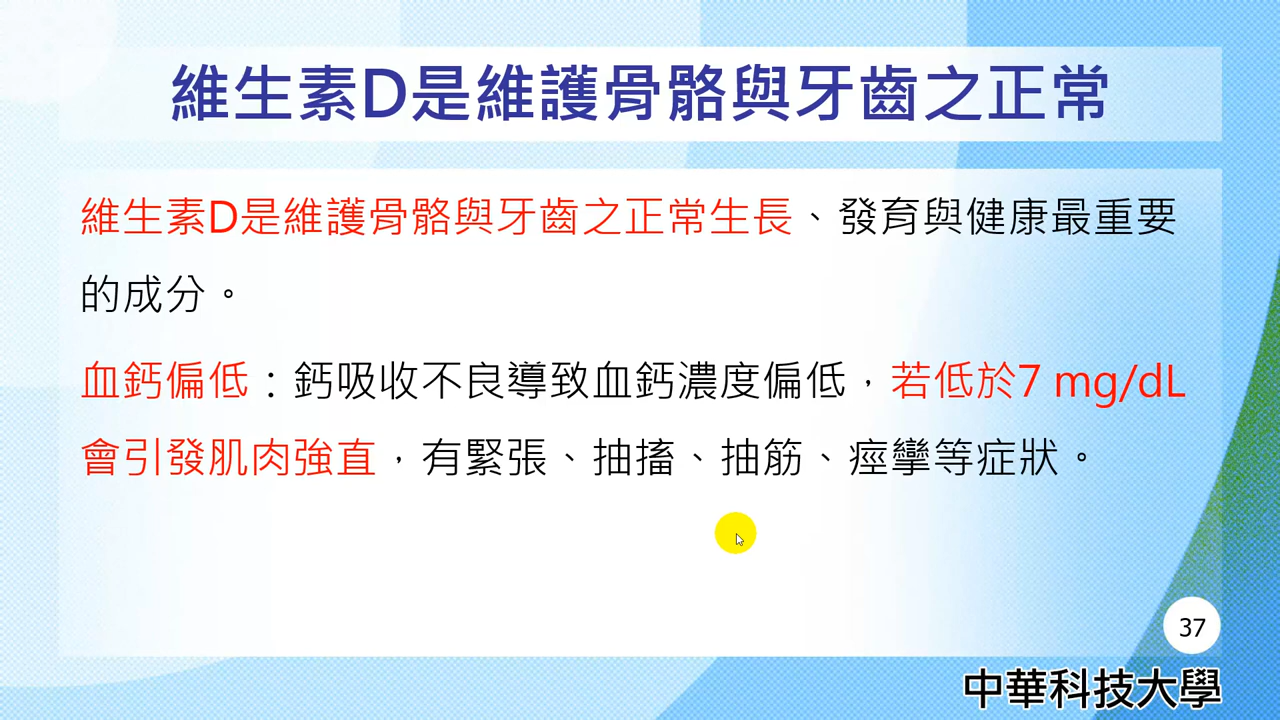 維生素D是維護骨骼與牙齒之正常
維生素D是維護骨骼與牙齒之正常生長、發育與健康最重要
的成分。
血鈣偏低：鈣吸收不良導致血鈣濃度偏低，若低於7 mg/dL
會引發肌肉強直，有緊張、抽搐、抽筋、痙攣等症狀。
37
中華科技大學